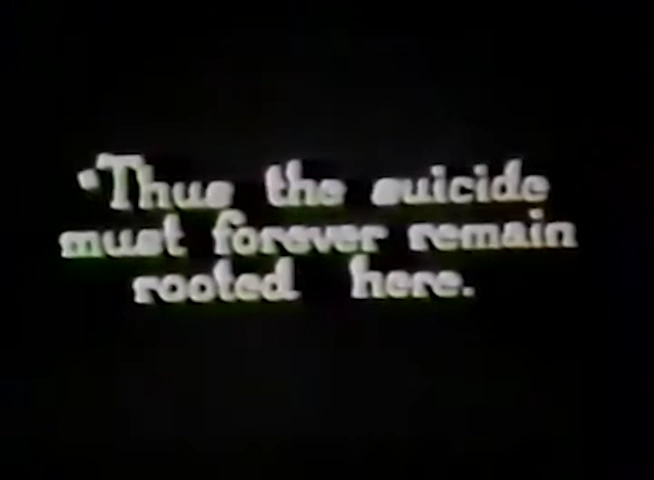 "Thus the suicide
must forever remain
rooted here.